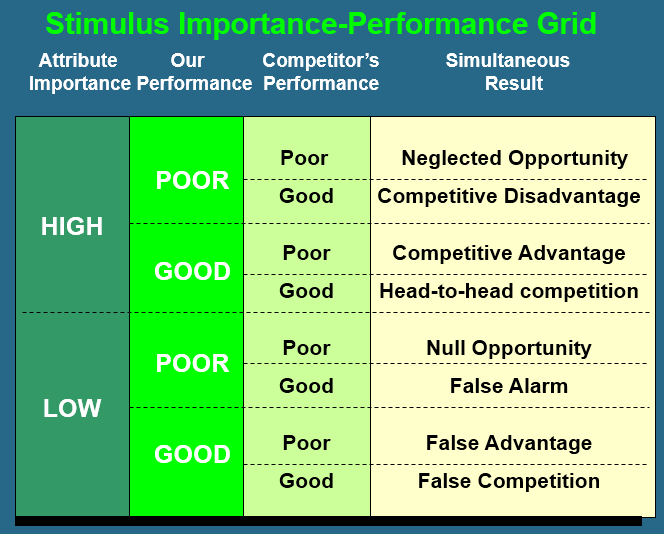 Stimulus Importance-Performance Grid
Attribute Importance
Our Performance
Competitor's Performance
Simultaneous Result
HIGH
POOR
Poor Neglected Opportunity
Good Competitive Disadvantage
GOOD
Poor Competitive Advantage
Good Head-to-head competition
LOW
POOR
Poor Null Opportunity
Good False Alarm
GOOD
Poor False Advantage
Good False Competition